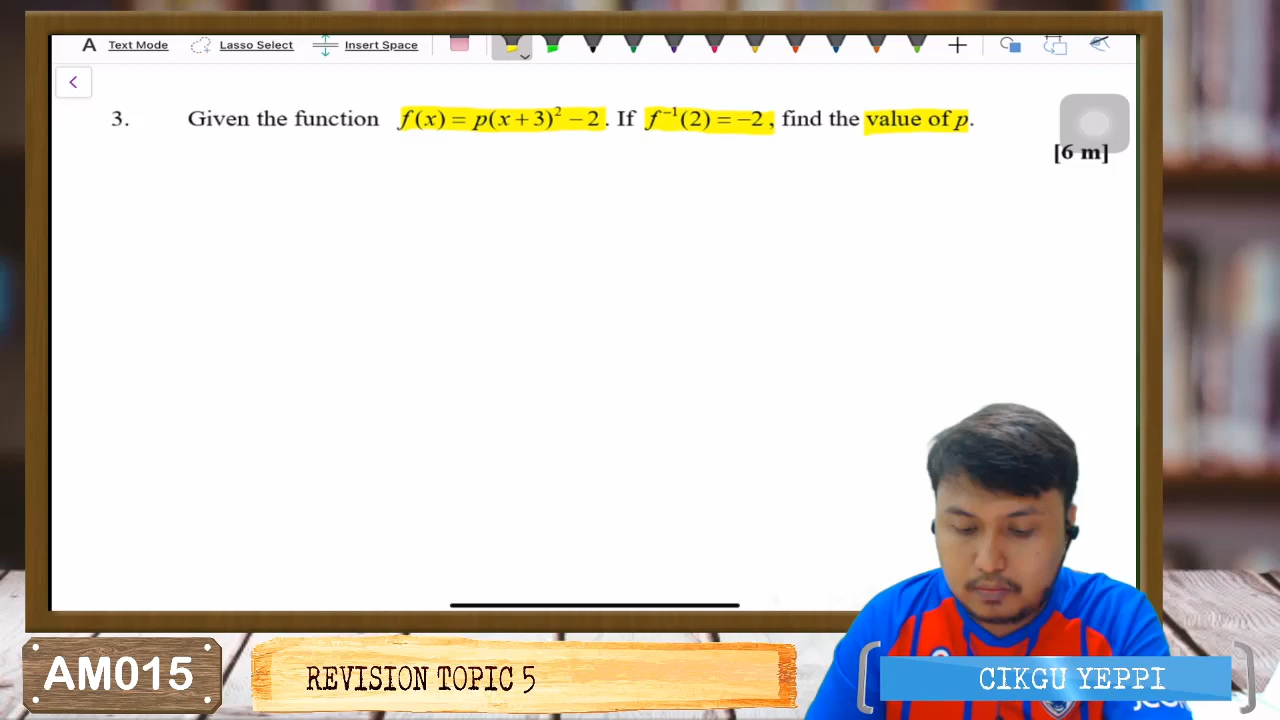 A Text Mode Lasso Select Insert Space
3. Given the function f(x) = p(x+3)² − 2. If f⁻¹(2) = −2, find the value of p.
[6 m]
AM015
REVISION TOPIC 5
CIKGU YEPPI